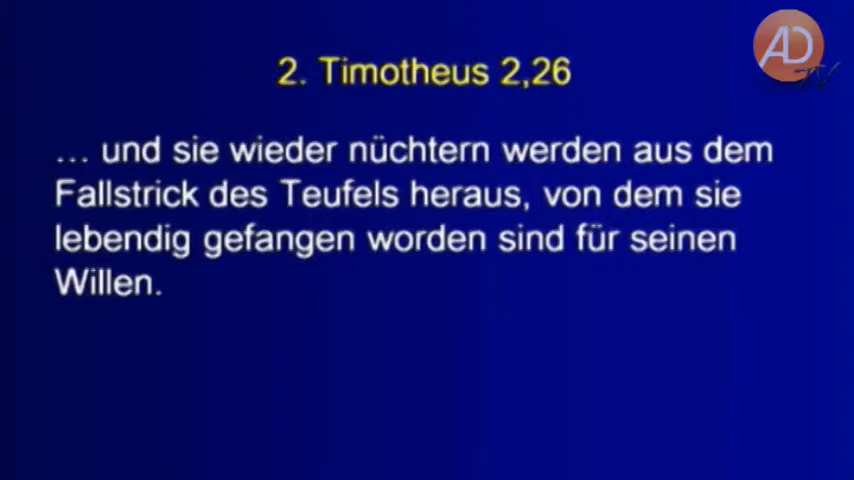 AD
TV
2. Timotheus 2,26
... und sie wieder nüchtern werden aus dem
Fallstrick des Teufels heraus, von dem sie
lebendig gefangen worden sind für seinen
Willen.